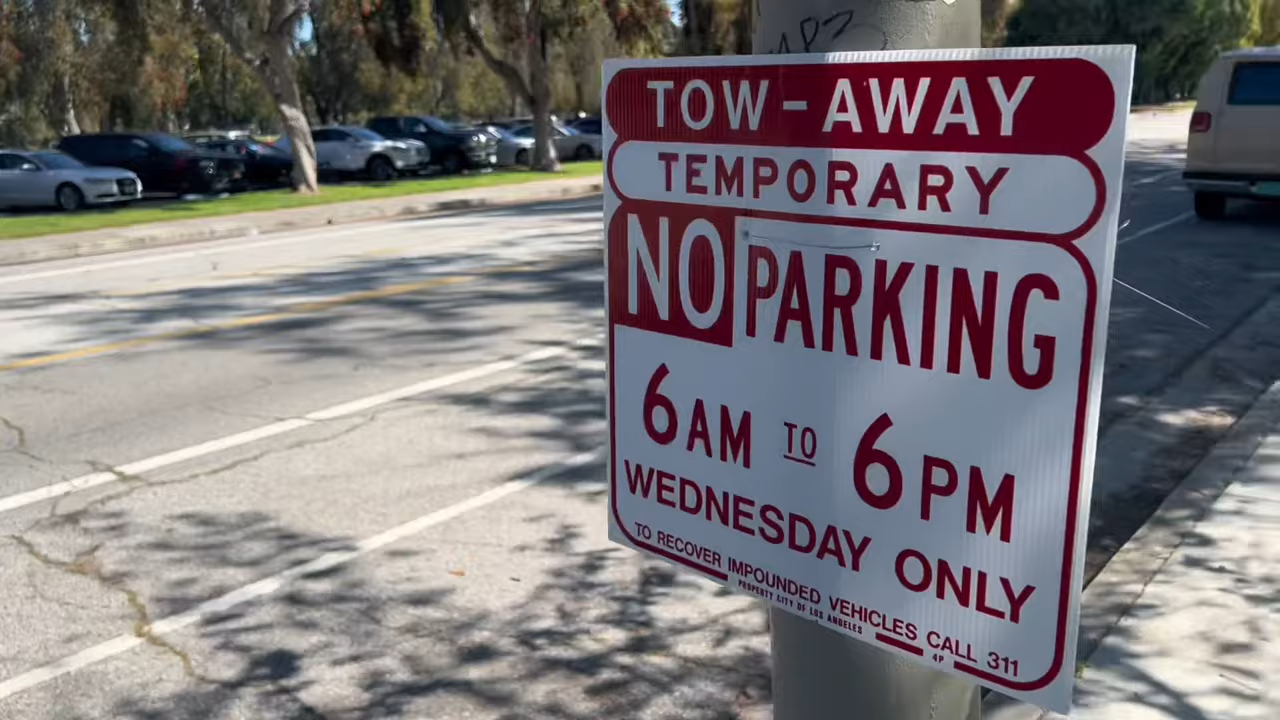 TOW-AWAY
TEMPORARY
NO PARKING
6 AM TO 6 PM
WEDNESDAY ONLY
TO RECOVER IMPOUNDED VEHICLES CALL 311
PROPERTY CITY OF LOS ANGELES
4P